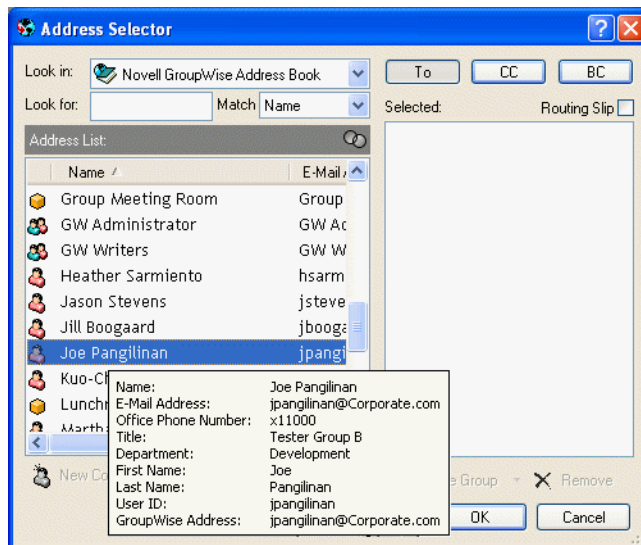 Address Selector
Look in: Novell GroupWise Address Book
To CC BC
Look for: Match Name
Selected: Routing Slip
Address List:
Name E-Mail
Group Meeting Room Group
GW Administrator
GW Writers
Heather Sarmiento hsarm
Jason Stevens jsteve
Jill Boogaard
Joe Pangilinan jpangi
Name: Joe Pangilinan
E-Mail Address: jpangilinan@Corporate.com
Office Phone Number: x11000
Title: Tester Group B
Department: Development
First Name: Joe
Last Name: Pangilinan
User ID: jpangilinan
GroupWise Address: jpangilinan@Corporate.com
New
Group Remove
OK Cancel